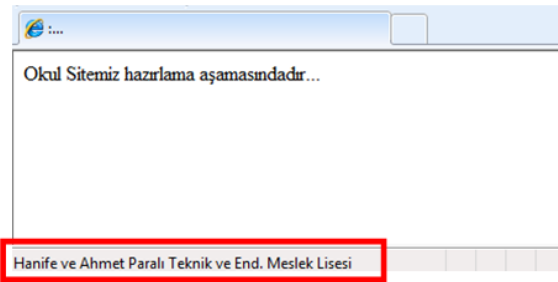 :...
Okul Sitemiz hazırlama aşamasındadır...
Hanife ve Ahmet Paralı Teknik ve End. Meslek Lisesi